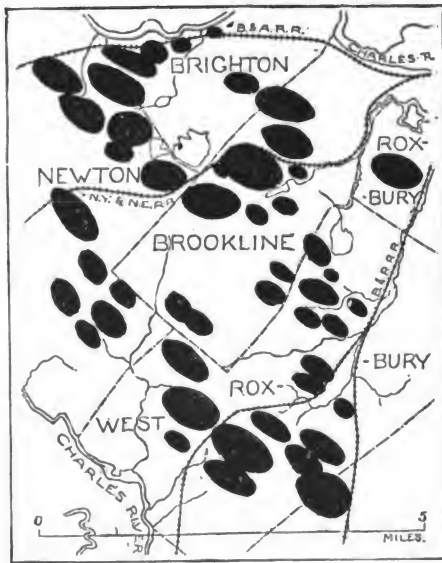 B.&A.R.R.
CHARLES R.
BRIGHTON
ROX-
NEWTON
-BURY
N.Y. & N.E.R.R.
BROOKLINE
ROX-
-BURY
WEST
CHARLES RIVER
0 5
MILES.